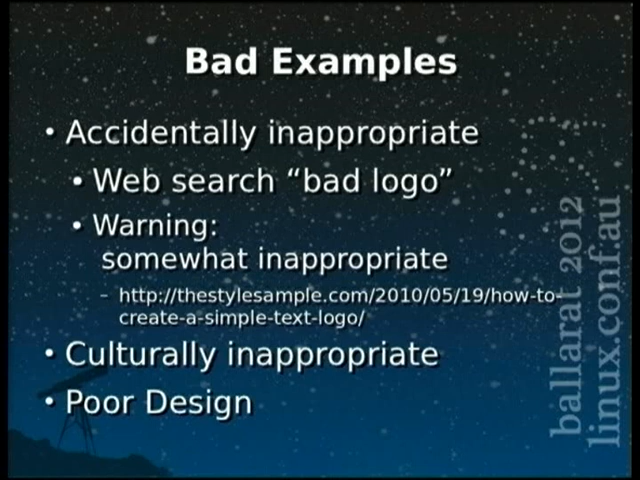 Bad Examples
• Accidentally inappropriate
• Web search “bad logo”
• Warning:
somewhat inappropriate
– http://thestylesample.com/2010/05/19/how-to-
create-a-simple-text-logo/
• Culturally inappropriate
• Poor Design
ballarat 2012
linux.conf.au